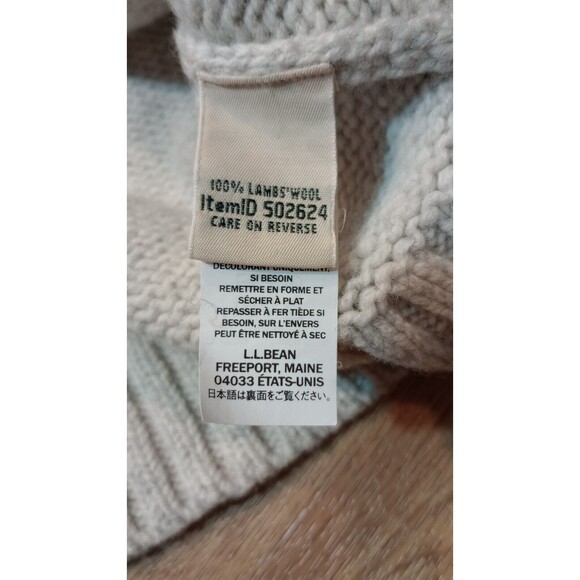 100% LAMBS'WOOL
ItemID 502624
CARE ON REVERSE
DÉCOLORANT UNIQUEMENT,
SI BESOIN
REMETTRE EN FORME ET
SÉCHER À PLAT
REPASSER À FER TIÈDE SI
BESOIN, SUR L'ENVERS
PEUT ÊTRE NETTOYÉ À SEC
L.L.BEAN
FREEPORT, MAINE
04033 ÉTATS-UNIS
日本語は裏面をご覧ください。